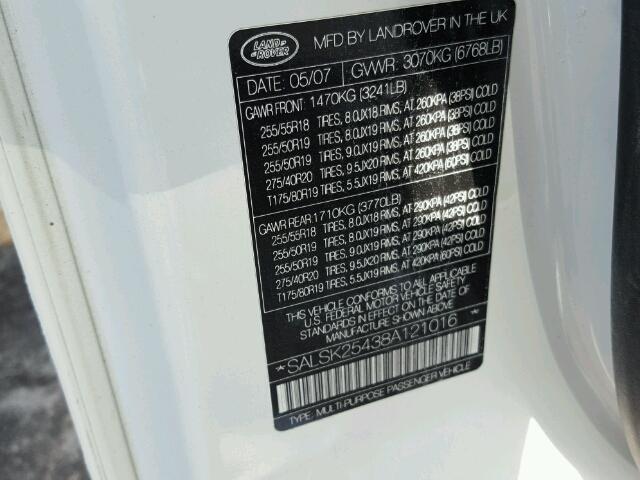 LAND
ROVER
MFD BY LANDROVER IN THE UK
DATE: 05/07 GVWR: 3070KG (6768LB)
GAWR FRONT: 1470KG (3241LB)
255/55R18 TIRES, 8.0JX18 RIMS, AT 260KPA (38PSI) COLD
255/50R19 TIRES, 8.0JX19 RIMS, AT 260KPA (38PSI) COLD
255/50R19 TIRES, 9.0JX19 RIMS, AT 260KPA (38PSI) COLD
275/40R20 TIRES, 9.5JX20 RIMS, AT 260KPA (38PSI) COLD
T175/80R19 TIRES, 5.5JX19 RIMS, AT 420KPA (60PSI) COLD
GAWR REAR 1710KG (3770LB)
255/55R18 TIRES, 8.0JX18 RIMS, AT 290KPA (42PSI) COLD
255/50R19 TIRES, 8.0JX19 RIMS, AT 290KPA (42PSI) COLD
255/50R19 TIRES, 9.0JX19 RIMS, AT 290KPA (42PSI) COLD
275/40R20 TIRES, 9.5JX20 RIMS, AT 290KPA (42PSI) COLD
T175/80R19 TIRES, 5.5JX19 RIMS, AT 420KPA (60PSI) COLD
THIS VEHICLE CONFORMS TO ALL APPLICABLE
U.S. FEDERAL MOTOR VEHICLE SAFETY
STANDARDS IN EFFECT ON THE DATE OF
MANUFACTURE SHOWN ABOVE
*SALSK25438A121016 *
TYPE: MULTI-PURPOSE PASSENGER VEHICLE